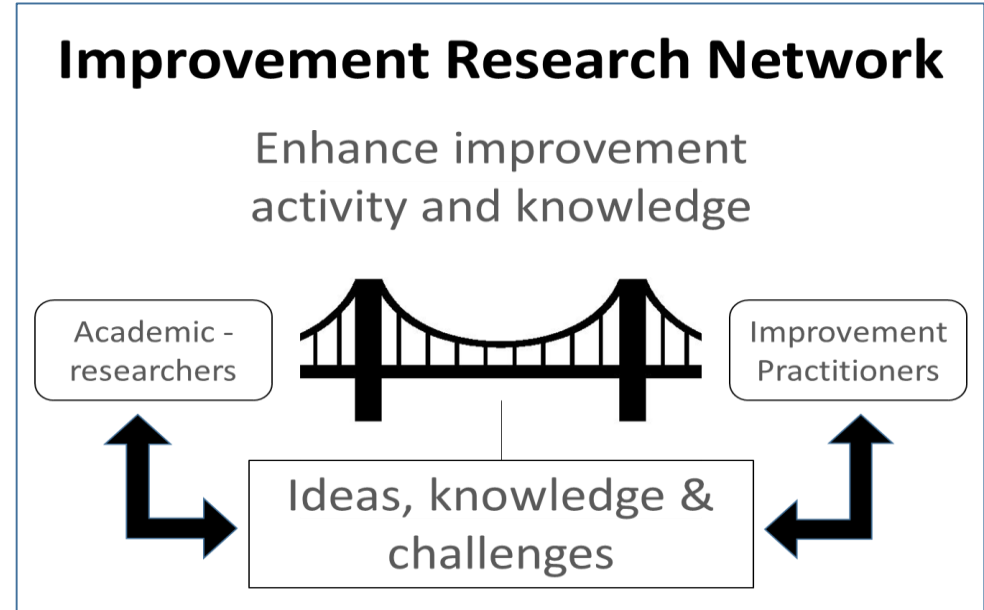 Improvement Research Network
Enhance improvement
activity and knowledge
Academic -
researchers
Improvement
Practitioners
Ideas, knowledge &
challenges